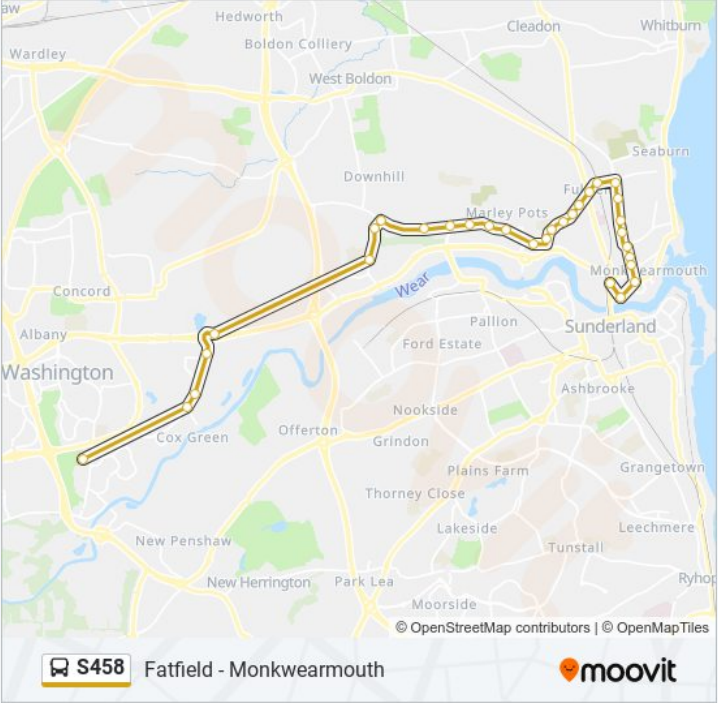 aw
Hedworth
Cleadon
Whitburn
Boldon Colliery
Wardley
West Boldon
Seaburn
Downhill
Marley Pots
Monkwearmouth
Concord
Wear
Pallion
Sunderland
Albany
Ford Estate
Washington
Ashbrooke
Nookside
Cox Green
Offerton
Grindon
Plains Farm
Grangetown
Thorney Close
Lakeside
Leechmere
New Penshaw
Tunstall
New Herrington
Park Lea
Ryhop
Moorside
© OpenStreetMap contributors | © OpenMapTiles
S458
Fatfield - Monkwearmouth
moovit